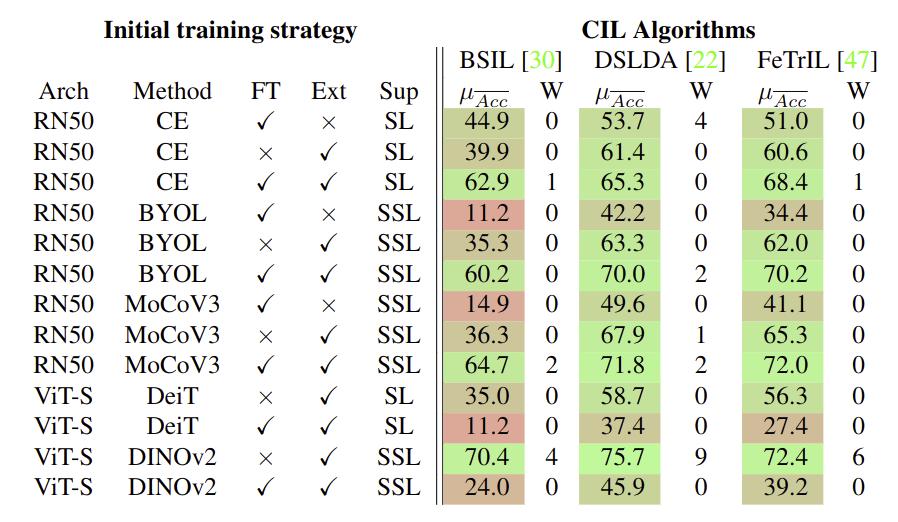 Initial training strategy CIL Algorithms
BSIL [30] DSLDA [22] FeTrIL [47]
Arch Method FT Ext Sup μ_Acc W μ_Acc W μ_Acc W
RN50 CE ✓ × SL 44.9 0 53.7 4 51.0 0
RN50 CE × ✓ SL 39.9 0 61.4 0 60.6 0
RN50 CE ✓ ✓ SL 62.9 1 65.3 0 68.4 1
RN50 BYOL ✓ × SSL 11.2 0 42.2 0 34.4 0
RN50 BYOL × ✓ SSL 35.3 0 63.3 0 62.0 0
RN50 BYOL ✓ ✓ SSL 60.2 0 70.0 2 70.2 0
RN50 MoCoV3 ✓ × SSL 14.9 0 49.6 0 41.1 0
RN50 MoCoV3 × ✓ SSL 36.3 0 67.9 1 65.3 0
RN50 MoCoV3 ✓ ✓ SSL 64.7 2 71.8 2 72.0 0
ViT-S DeiT × ✓ SL 35.0 0 58.7 0 56.3 0
ViT-S DeiT ✓ ✓ SL 11.2 0 37.4 0 27.4 0
ViT-S DINOv2 × ✓ SSL 70.4 4 75.7 9 72.4 6
ViT-S DINOv2 ✓ ✓ SSL 24.0 0 45.9 0 39.2 0